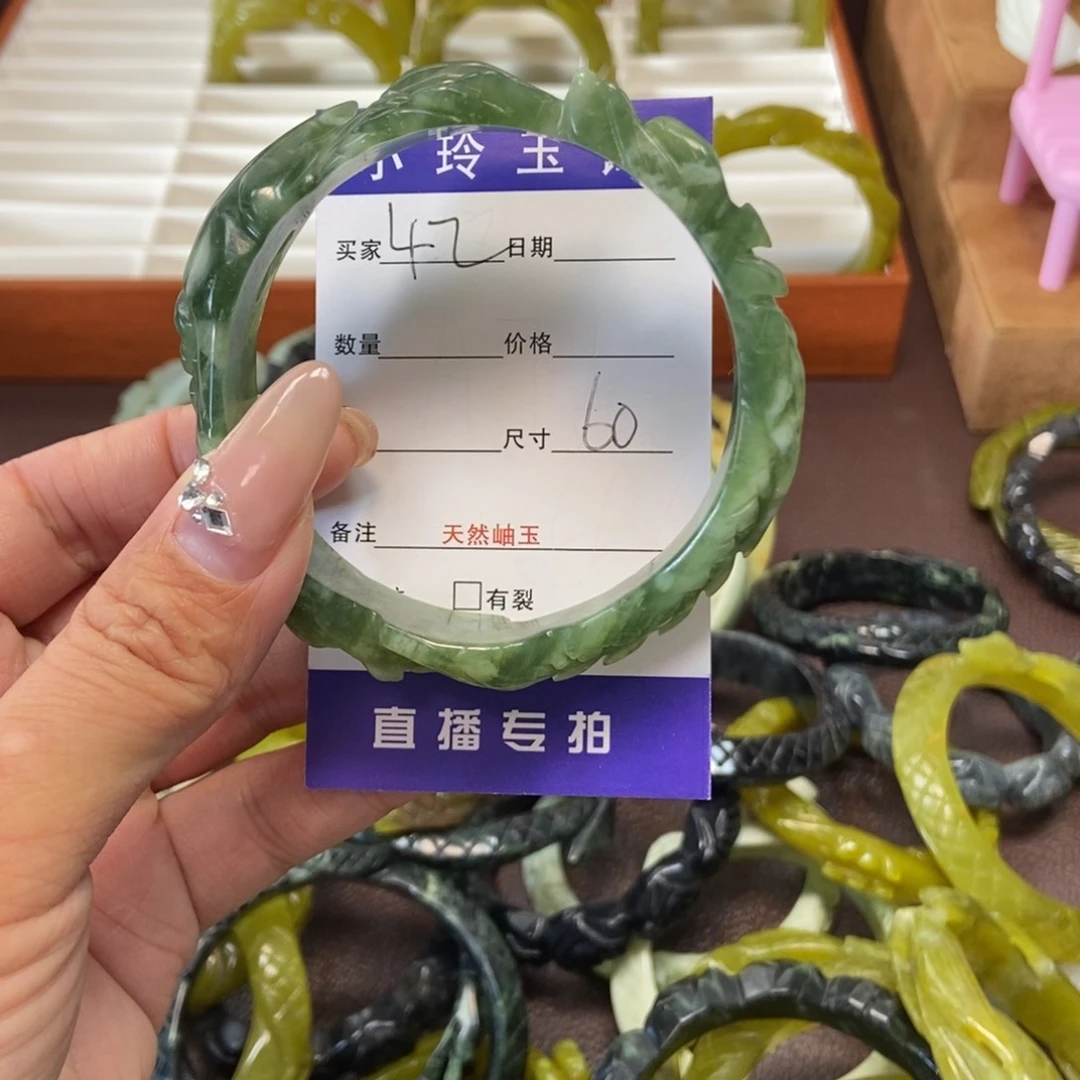 小玲玉
买家 42 日期
数量 价格
尺寸 60
备注 天然岫玉
有裂
直播专拍